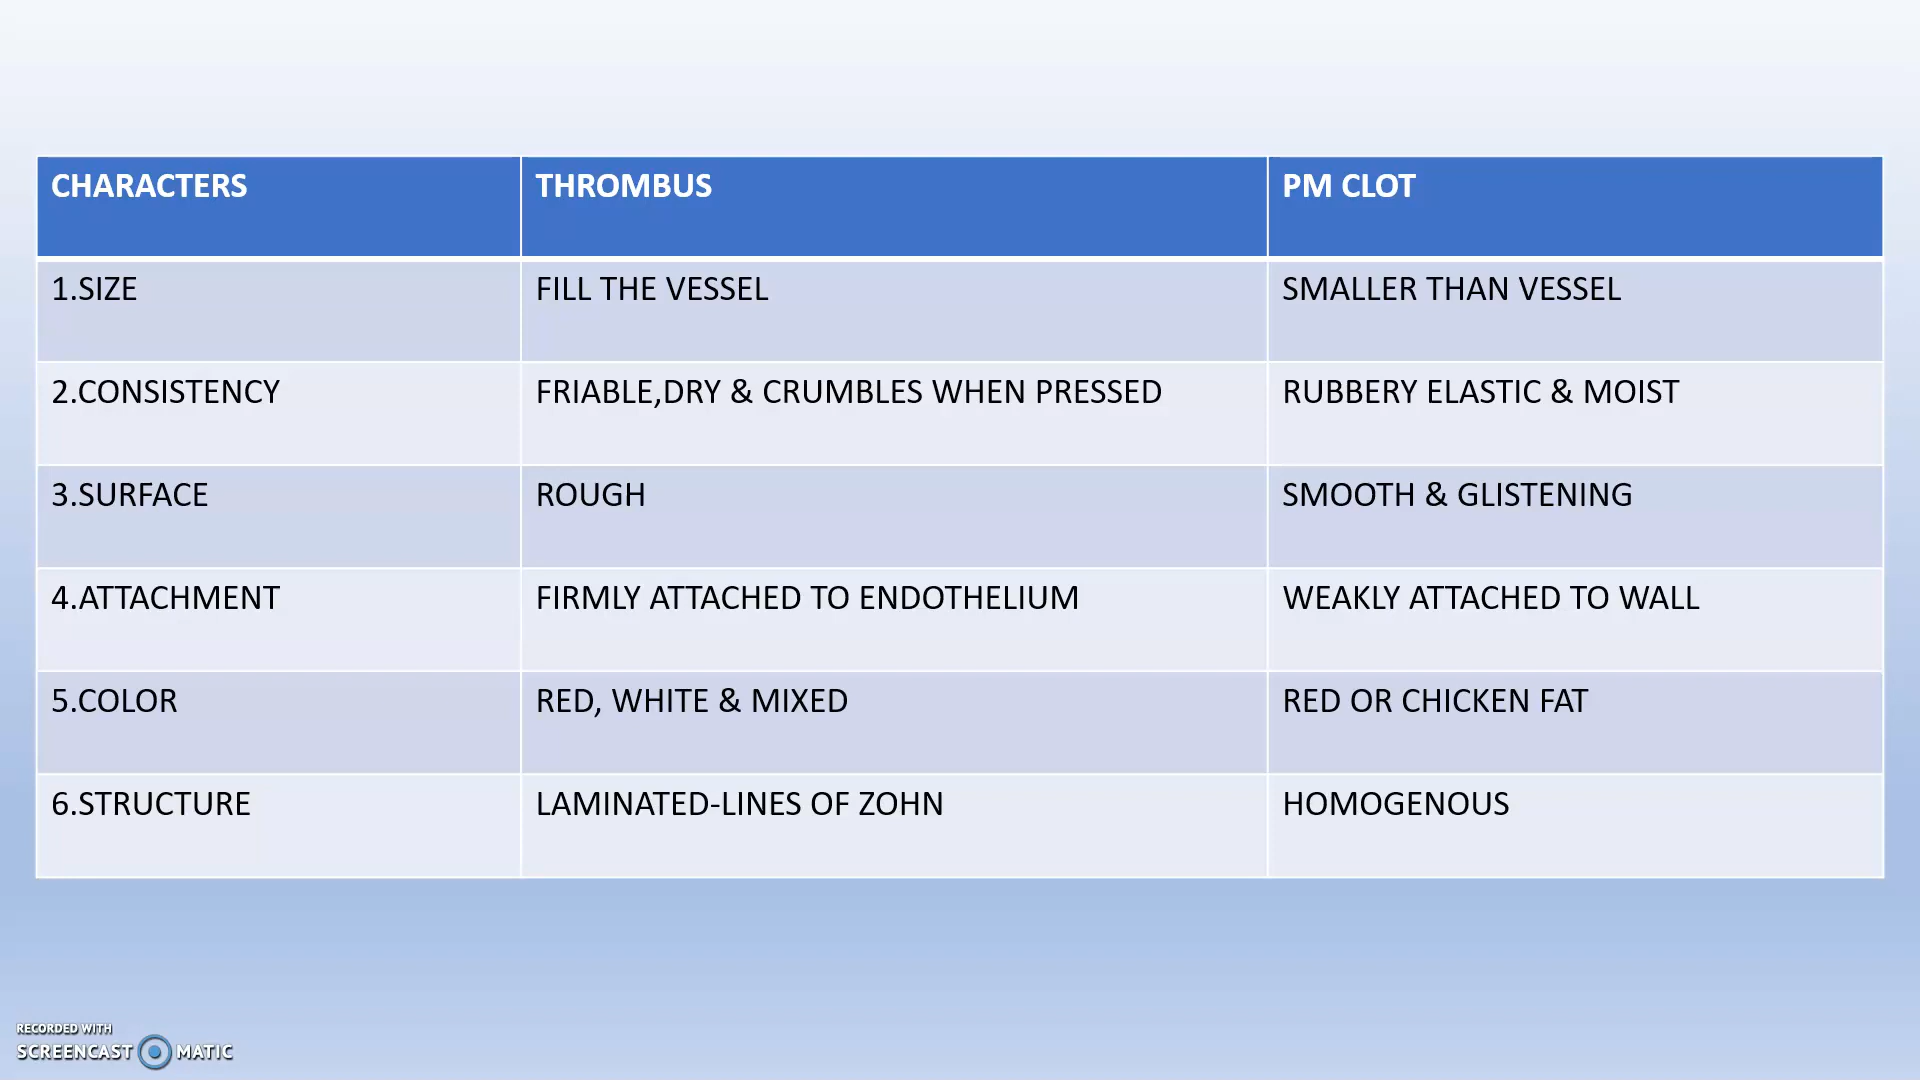 CHARACTERS THROMBUS PM CLOT
1.SIZE FILL THE VESSEL SMALLER THAN VESSEL
2.CONSISTENCY FRIABLE,DRY & CRUMBLES WHEN PRESSED RUBBERY ELASTIC & MOIST
3.SURFACE ROUGH SMOOTH & GLISTENING
4.ATTACHMENT FIRMLY ATTACHED TO ENDOTHELIUM WEAKLY ATTACHED TO WALL
5.COLOR RED, WHITE & MIXED RED OR CHICKEN FAT
6.STRUCTURE LAMINATED-LINES OF ZOHN HOMOGENOUS
RECORDED WITH
SCREENCAST MATIC